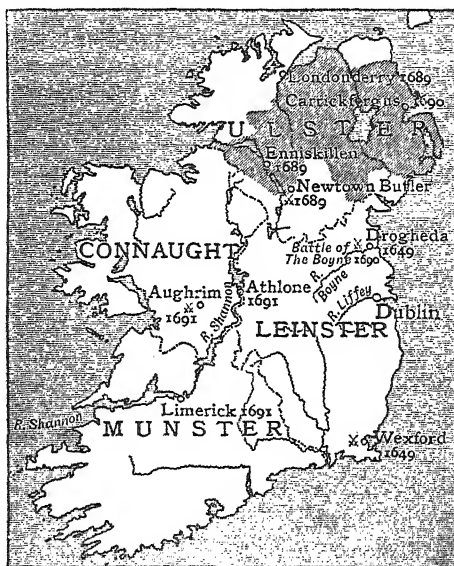 Londonderry 1689
Carrickfergus 1690
ULSTER
Enniskillen
1689
Newtown Butler
1689
Drogheda
1649
Battle of
The Boyne 1690
CONNAUGHT
R. Boyne
Athlone
1691
Aughrim
1691
R. Shannon
R. Liffey
Dublin
LEINSTER
Limerick 1691
R. Shannon
MUNSTER
Wexford
1649